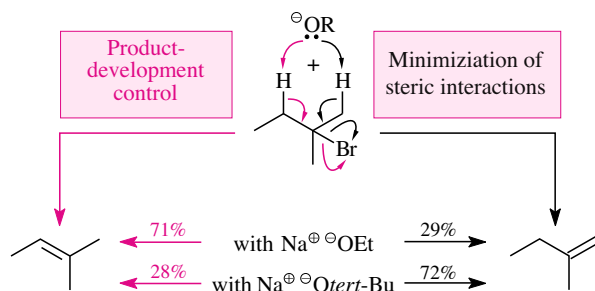 ⊖OR
Product-
development
control
+
H H
Minimiziation of
steric interactions
Br
71% with Na⊕ ⊖OEt 29%
28% with Na⊕ ⊖Otert-Bu 72%